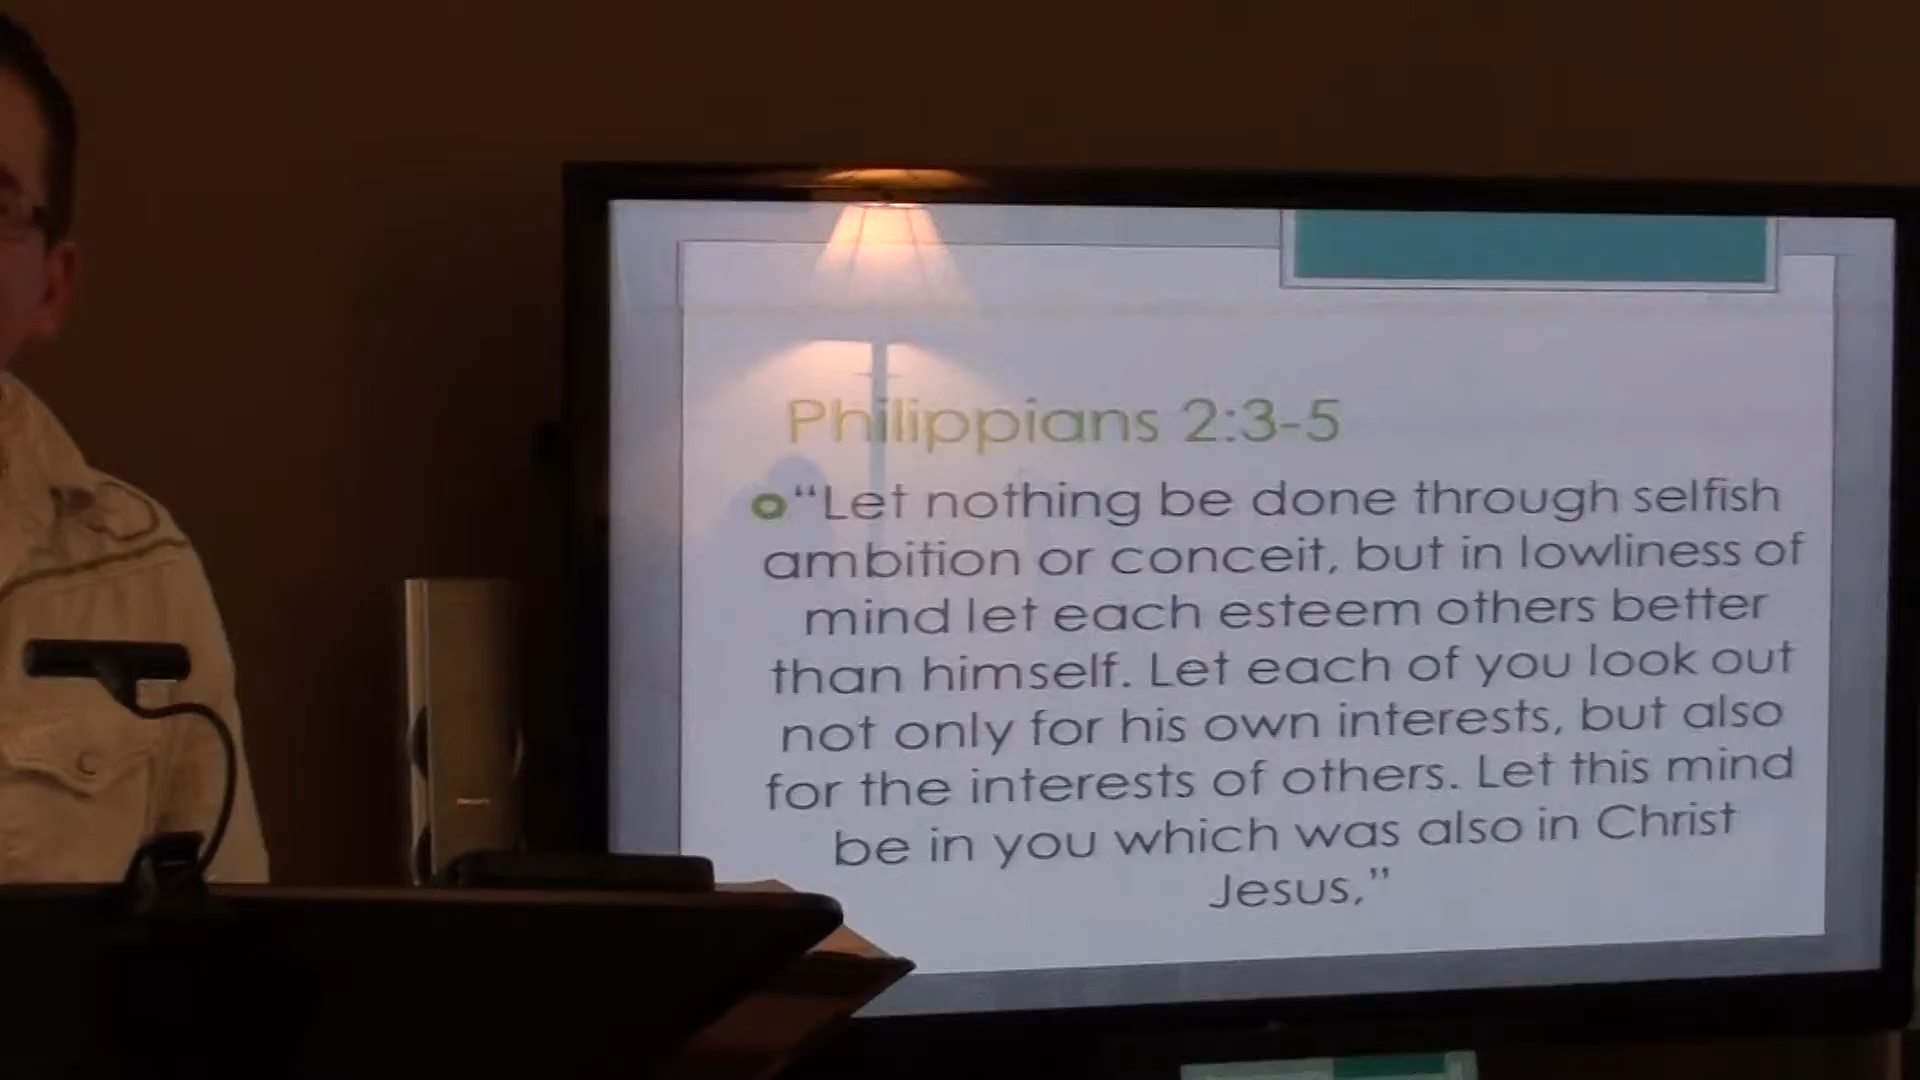 Philippians 2:3-5
“Let nothing be done through selfish
ambition or conceit, but in lowliness of
mind let each esteem others better
than himself. Let each of you look out
not only for his own interests, but also
for the interests of others. Let this mind
be in you which was also in Christ
Jesus,”